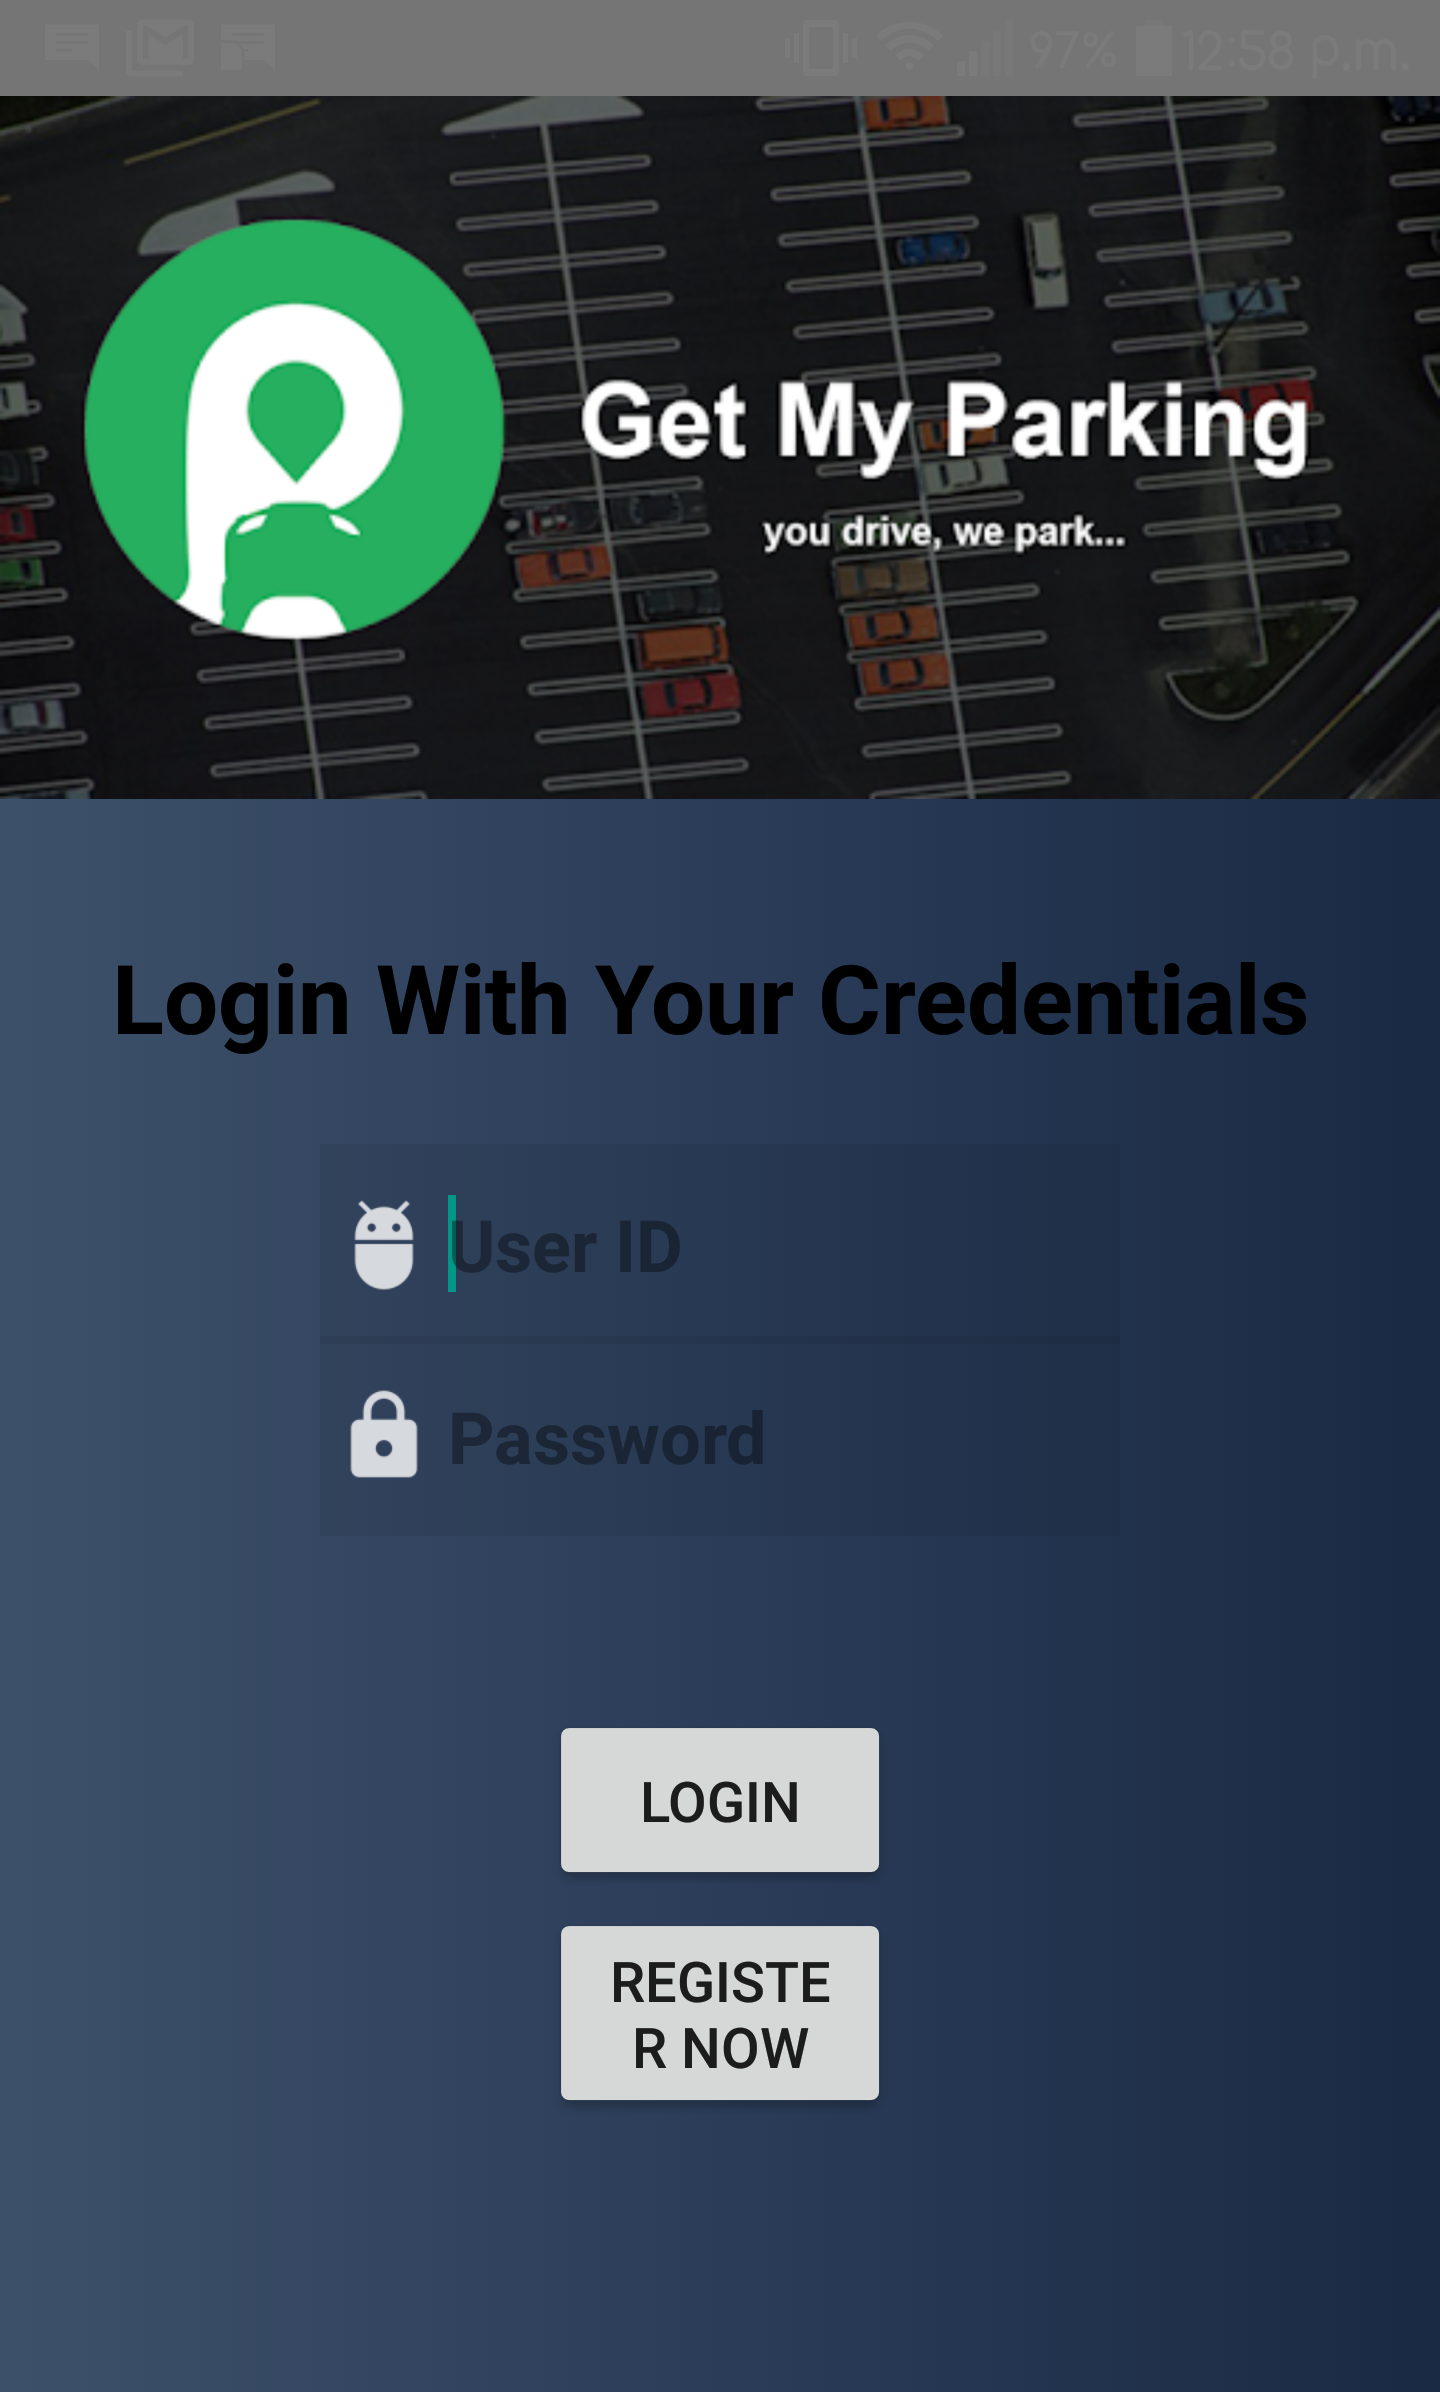 97% 12:58 p.m.
Get My Parking
you drive, we park...
Login With Your Credentials
User ID
Password
LOGIN
REGISTE
R NOW